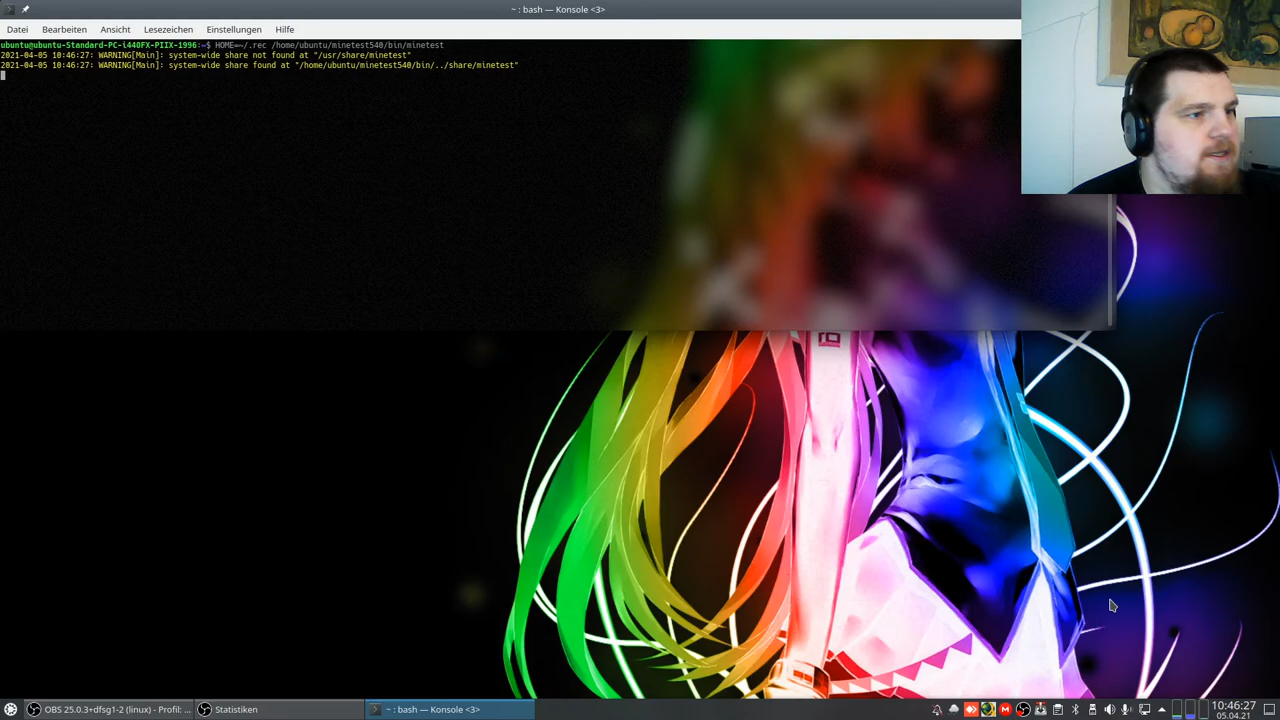 ~ : bash — Konsole <3>
Datei Bearbeiten Ansicht Lesezeichen Einstellungen Hilfe
ubuntu@ubuntu-Standard-PC-i440FX-PIIX-1996:~$ HOME=~/.rec /home/ubuntu/minetest540/bin/minetest
2021-04-05 10:46:27: WARNING[Main]: system-wide share not found at "/usr/share/minetest"
2021-04-05 10:46:27: WARNING[Main]: system-wide share found at "/home/ubuntu/minetest540/bin/../share/minetest"
OBS 25.0.3+dfsg1-2 (linux) - Profil: ...
Statistiken
~ : bash — Konsole <3>
10:46:27
05.04.21